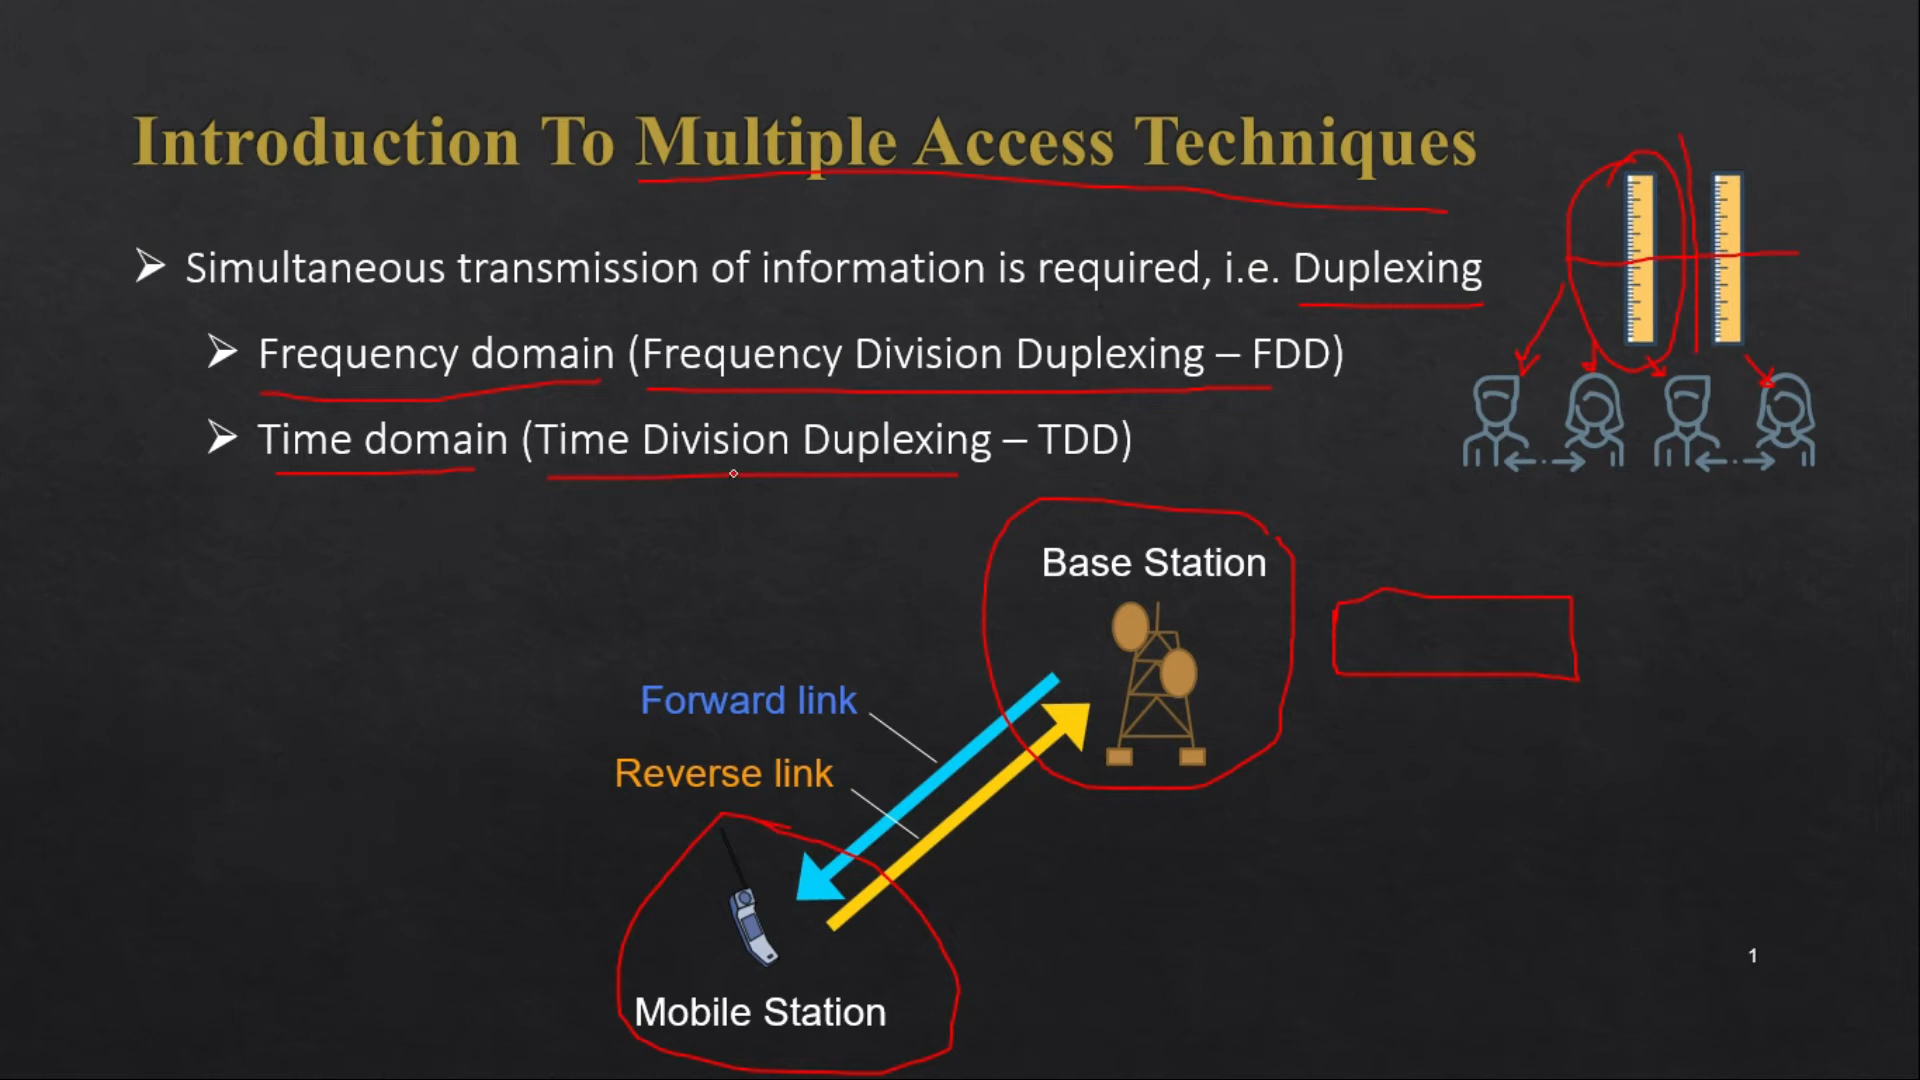 Introduction To Multiple Access Techniques
Simultaneous transmission of information is required, i.e. Duplexing
Frequency domain (Frequency Division Duplexing – FDD)
Time domain (Time Division Duplexing – TDD)
Base Station
Forward link
Reverse link
Mobile Station
1